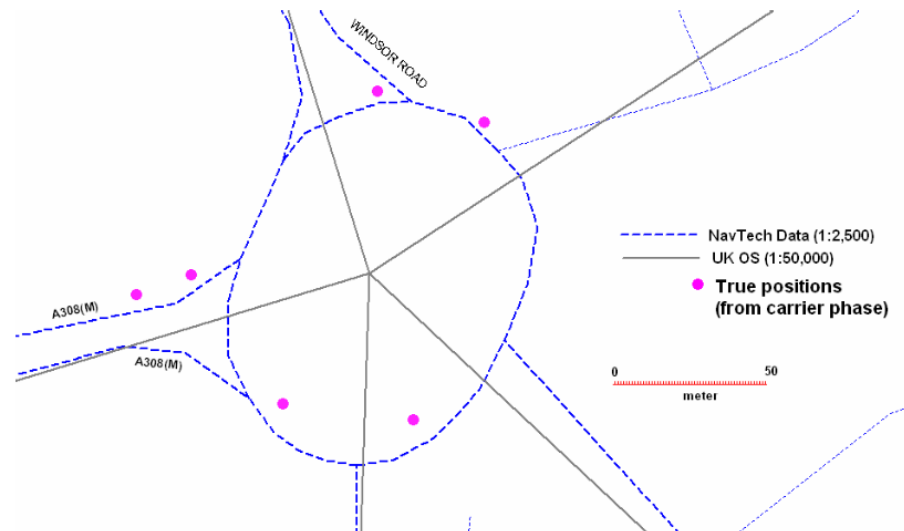 WINDSOR ROAD
NavTech Data (1:2,500)
UK OS (1:50,000)
True positions
(from carrier phase)
A308(M)
A308(M)
0 50
meter